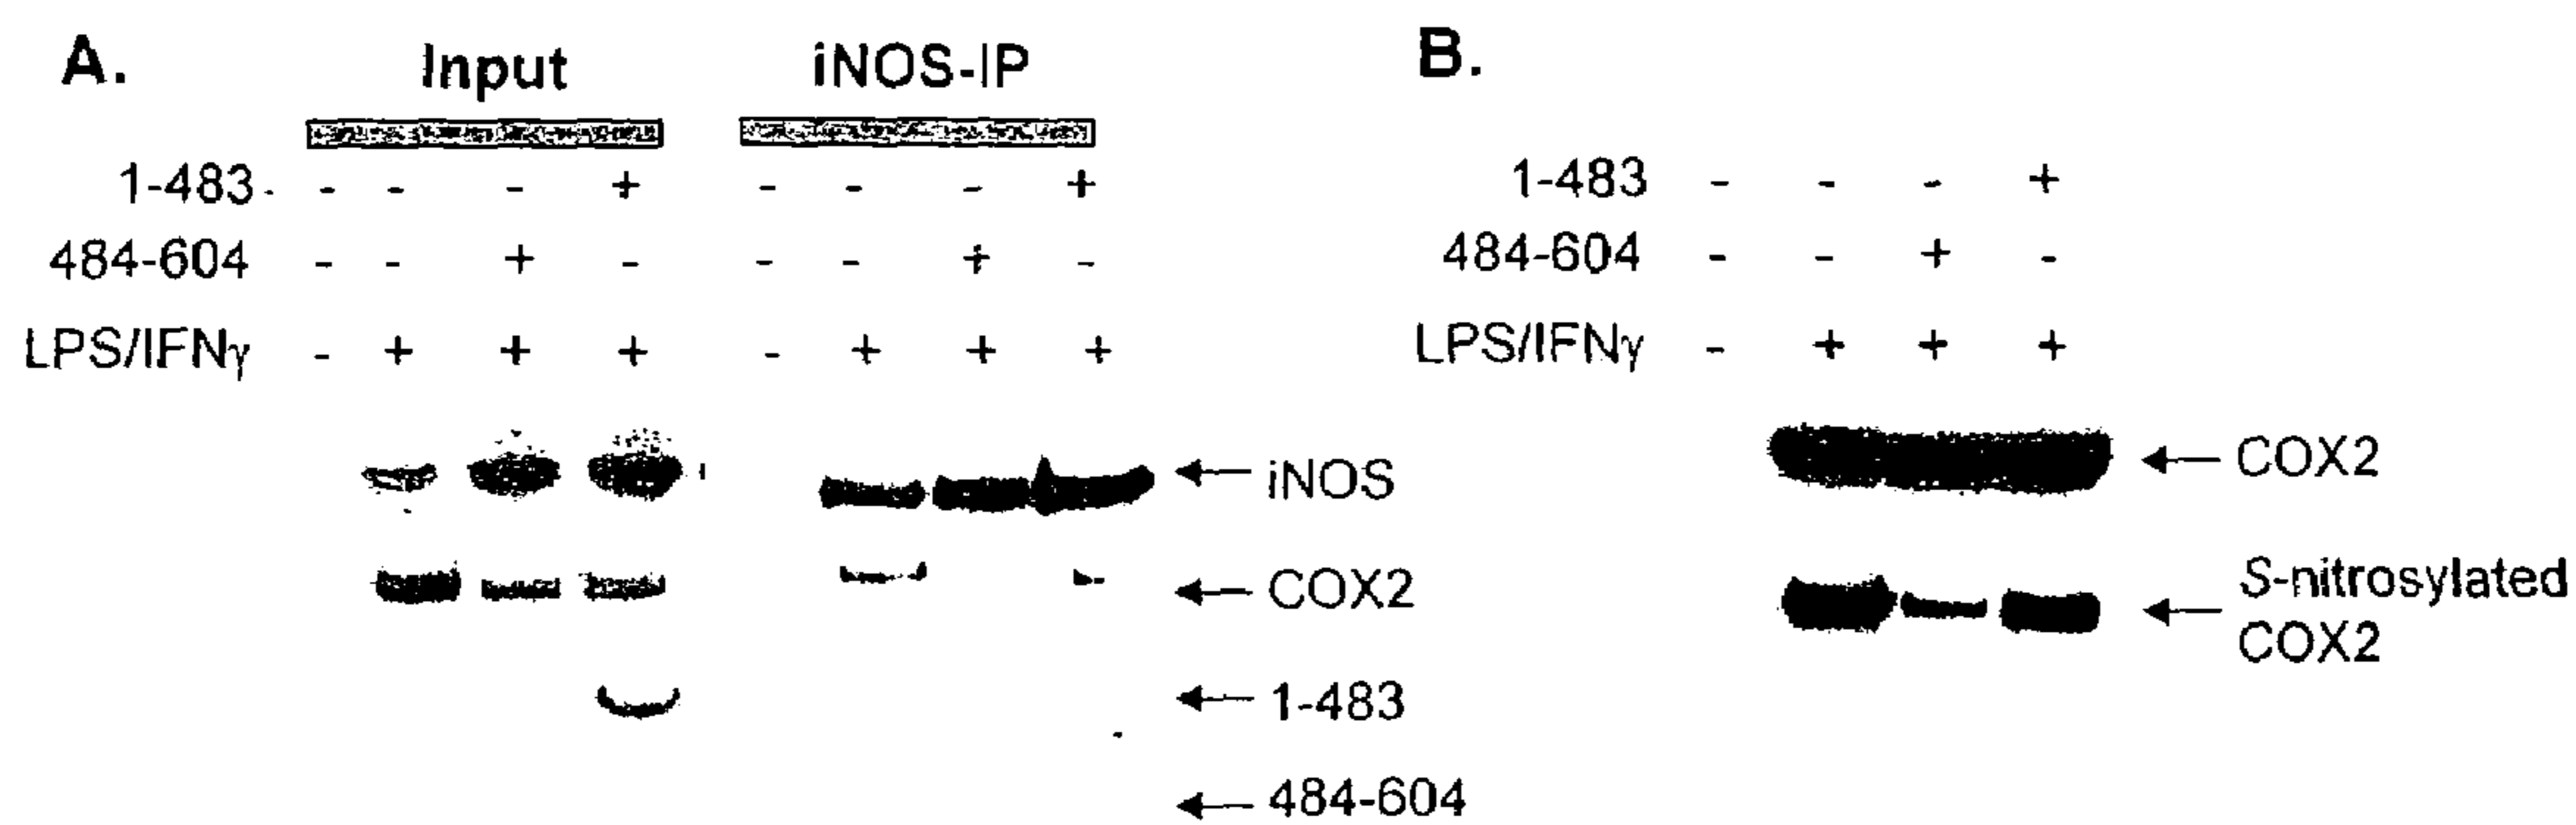 A.
Input iNOS-IP
1-483 - - - + - - - +
484-604 - - + - - - + -
LPS/IFNγ - + + + - + + +
iNOS
COX2
1-483
484-604
B.
1-483 - - - +
484-604 - - + -
LPS/IFNγ - + + +
COX2
S-nitrosylated
COX2